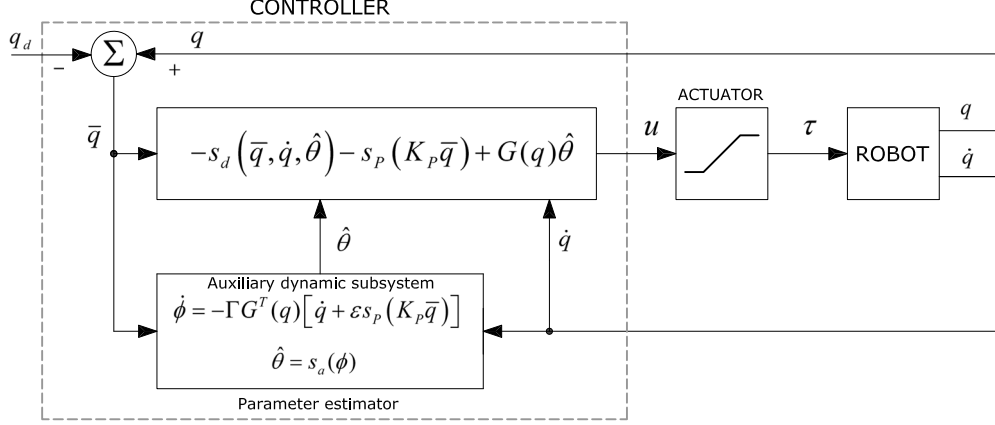 CONTROLLER
q_d
−
Σ
+
q
q̄
−s_d(q̄, q̇, θ̂) − s_P(K_P q̄) + G(q)θ̂
u
ACTUATOR
τ
ROBOT
q
q̇
θ̂
q̇
Auxiliary dynamic subsystem
ϕ̇ = −ΓG^T(q)[q̇ + εs_P(K_P q̄)]
θ̂ = s_a(ϕ)
Parameter estimator